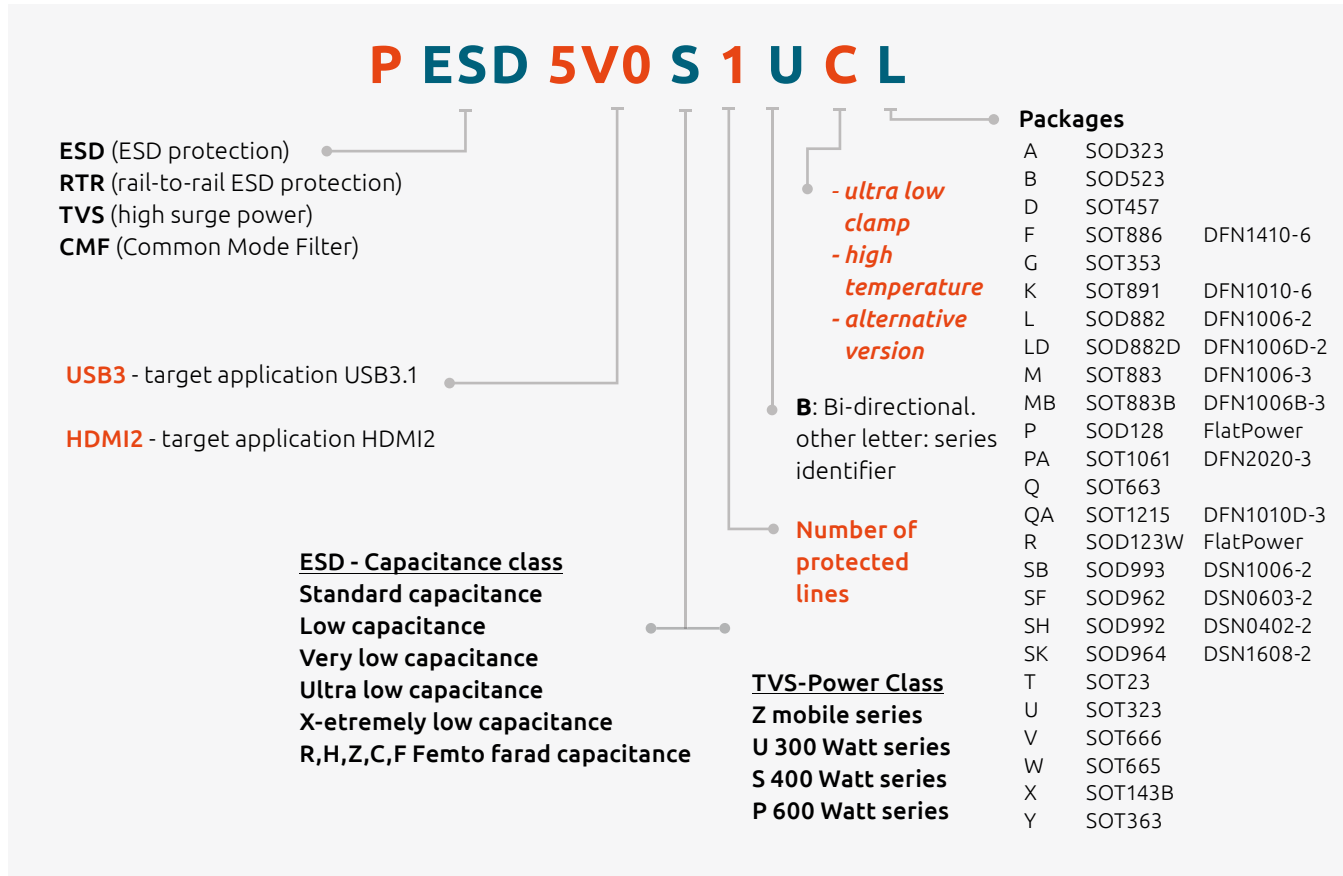 P ESD 5V0 S 1 U C L
ESD (ESD protection)
RTR (rail-to-rail ESD protection)
TVS (high surge power)
CMF (Common Mode Filter)
USB3 - target application USB3.1
HDMI2 - target application HDMI2
ESD - Capacitance class
Standard capacitance
Low capacitance
Very low capacitance
Ultra low capacitance
X-etremely low capacitance
R,H,Z,C,F Femto farad capacitance
TVS-Power Class
Z mobile series
U 300 Watt series
S 400 Watt series
P 600 Watt series
Number of
protected
lines
B: Bi-directional.
other letter: series
identifier
- ultra low
clamp
- high
temperature
- alternative
version
Packages
A SOD323
B SOD523
D SOT457
F SOT886 DFN1410-6
G SOT353
K SOT891 DFN1010-6
L SOD882 DFN1006-2
LD SOD882D DFN1006D-2
M SOT883 DFN1006-3
MB SOT883B DFN1006B-3
P SOD128 FlatPower
PA SOT1061 DFN2020-3
Q SOT663
QA SOT1215 DFN1010D-3
R SOD123W FlatPower
SB SOD993 DSN1006-2
SF SOD962 DSN0603-2
SH SOD992 DSN0402-2
SK SOD964 DSN1608-2
T SOT23
U SOT323
V SOT666
W SOT665
X SOT143B
Y SOT363